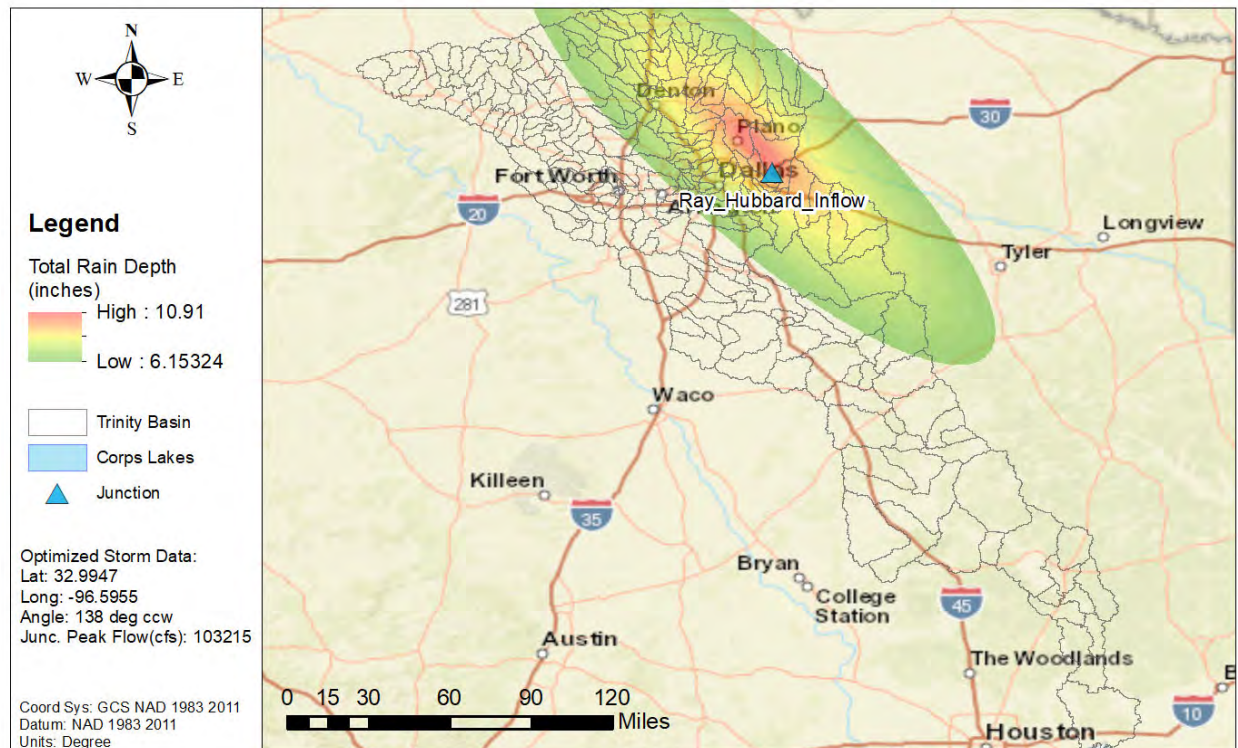 N
W
E
S
Legend
Total Rain Depth
(inches)
High : 10.91
Low : 6.15324
Trinity Basin
Corps Lakes
Junction
Optimized Storm Data:
Lat: 32.9947
Long: -96.5955
Angle: 138 deg ccw
Junc. Peak Flow(cfs): 103215
Coord Sys: GCS NAD 1983 2011
Datum: NAD 1983 2011
Units: Degree
Denton
30
Plano
Dallas
Fort Worth
Ray_Hubbard_Inflow
20
Longview
Tyler
281
Waco
Killeen
35
Bryan
College
Station
45
Austin
The Woodlands
0 15 30 60 90 120
Miles
10
Houston